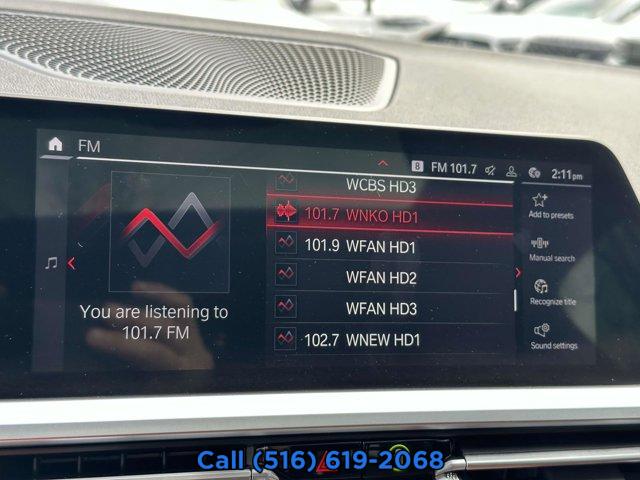 FM
B FM 101.7 2:11pm
WCBS HD3
101.7 WNKO HD1
101.9 WFAN HD1
WFAN HD2
WFAN HD3
102.7 WNEW HD1
You are listening to
101.7 FM
Add to presets
Manual search
Recognize title
Sound settings
Call (516) 619-2068